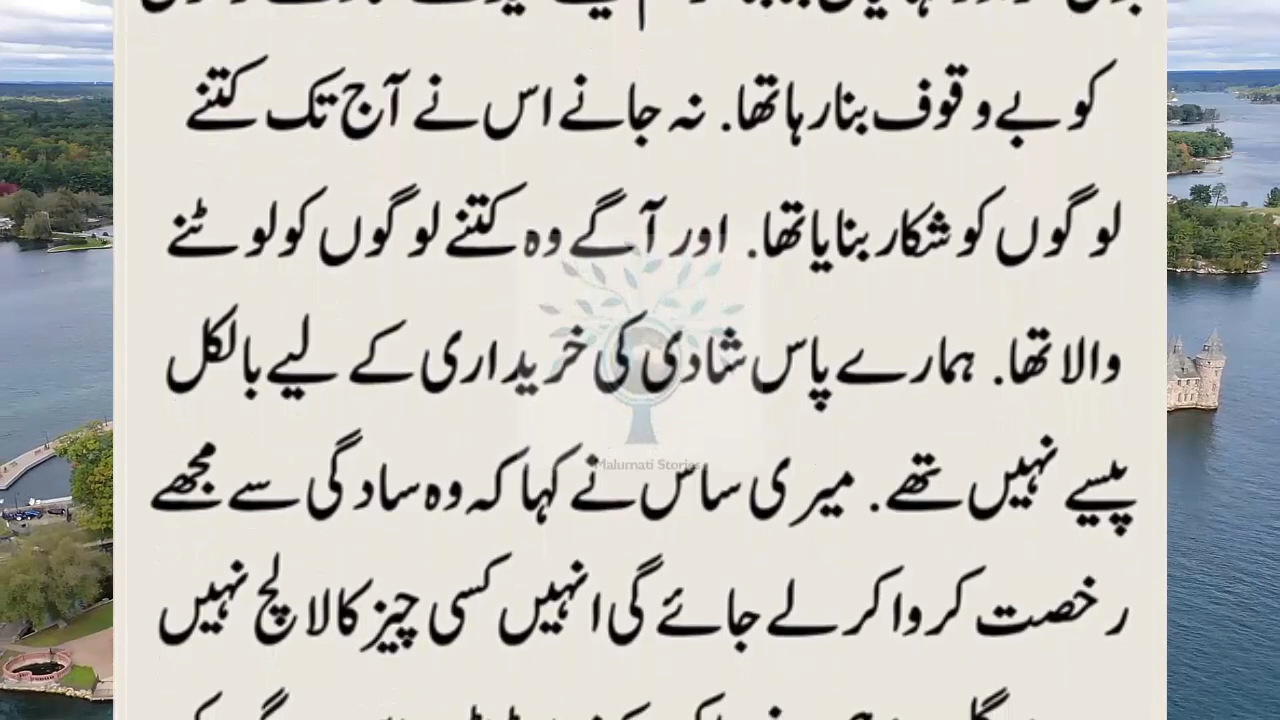 کو بے وقوف بنا رہا تھا. نہ جانے اس نے آج تک کتنے
لوگوں کو شکار بنایا تھا. اور آگے وہ کتنے لوگوں کو لوٹنے
والا تھا. ہمارے پاس شادی کی خریداری کے لیے بالکل
پیسے نہیں تھے. میری ساس نے کہا کہ وہ سادگی سے مجھے
رخصت کروا کر لے جائے گی انہیں کسی چیز کا لالچ نہیں
Malumati Stories